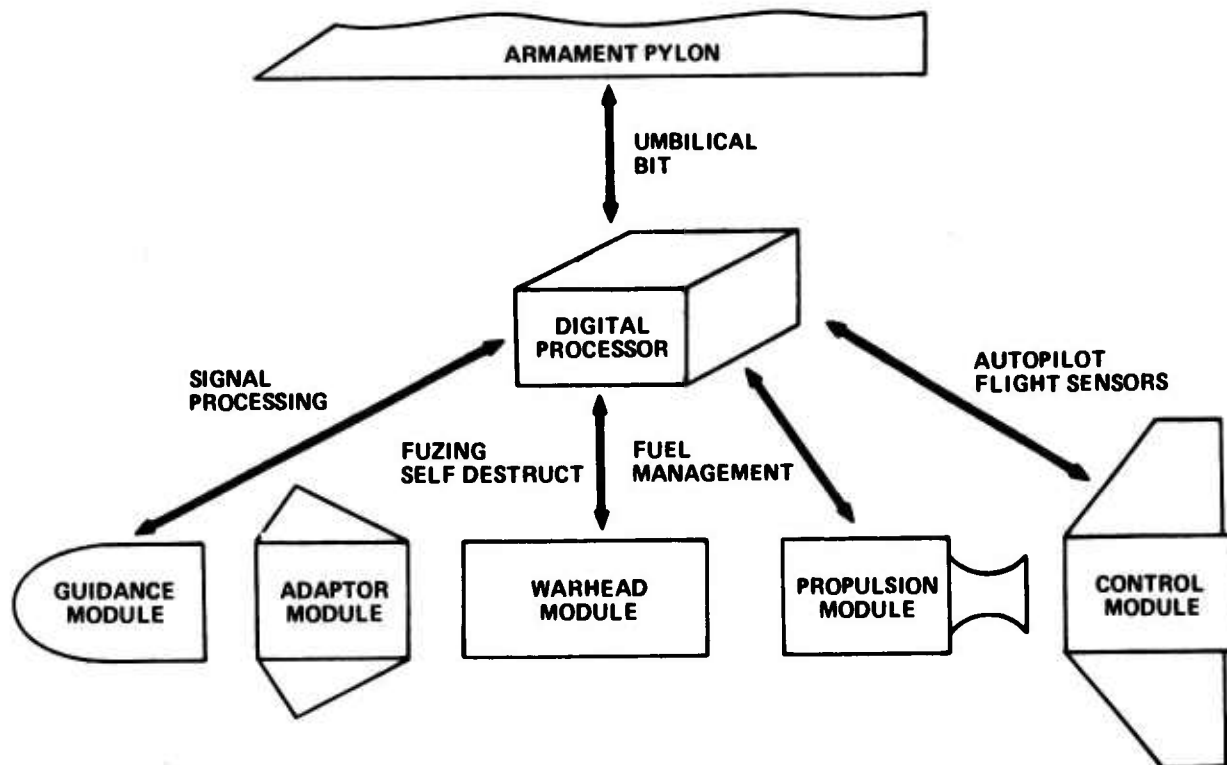 ARMAMENT PYLON
UMBILICAL
BIT
DIGITAL
PROCESSOR
SIGNAL
PROCESSING
AUTOPILOT
FLIGHT SENSORS
FUZING
SELF DESTRUCT
FUEL
MANAGEMENT
GUIDANCE
MODULE
ADAPTOR
MODULE
WARHEAD
MODULE
PROPULSION
MODULE
CONTROL
MODULE